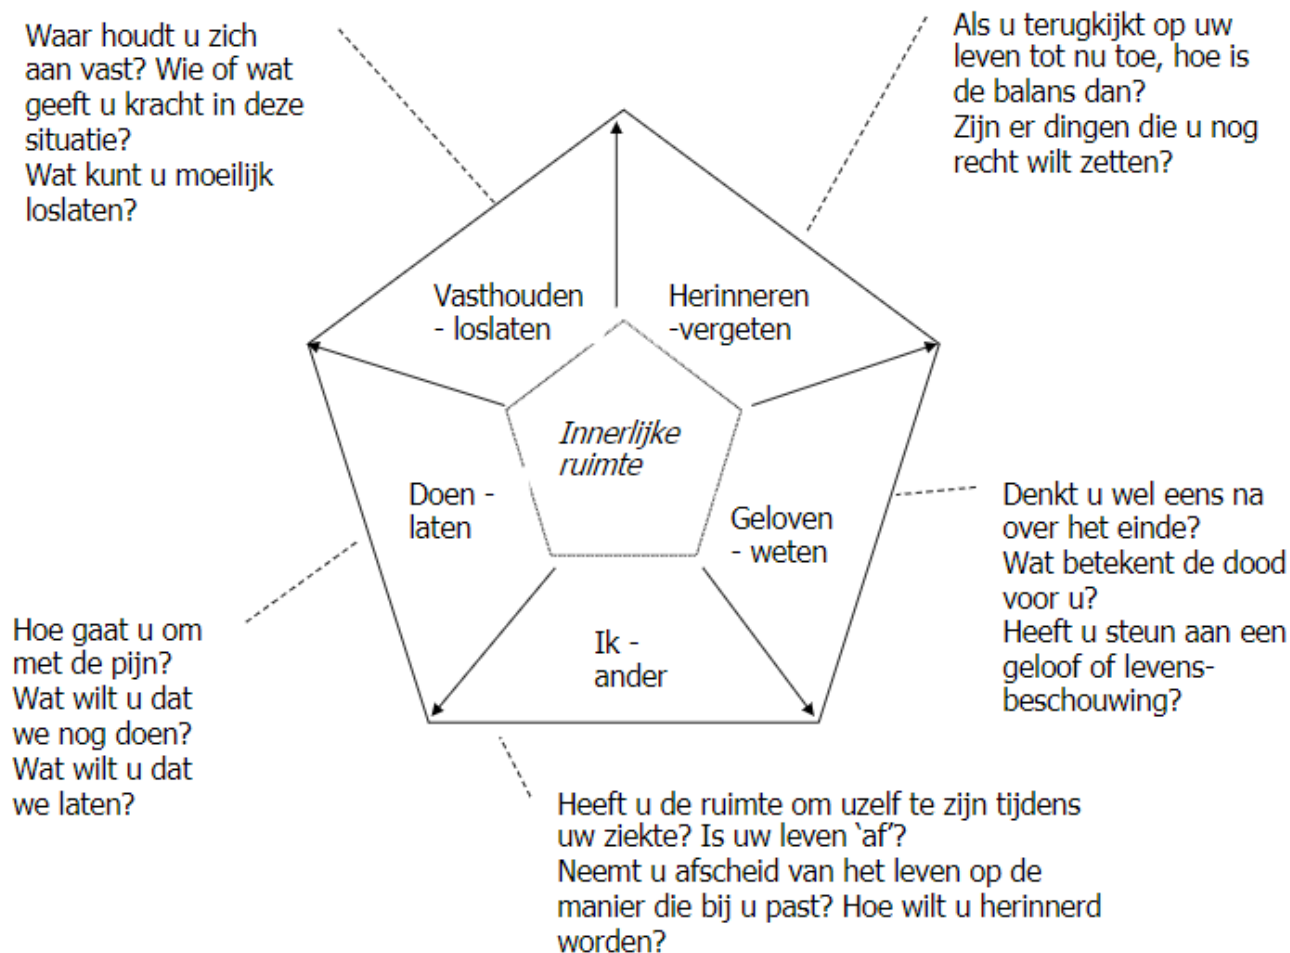 Waar houdt u zich
aan vast? Wie of wat
geeft u kracht in deze
situatie?
Wat kunt u moeilijk
loslaten?
Als u terugkijkt op uw
leven tot nu toe, hoe is
de balans dan?
Zijn er dingen die u nog
recht wilt zetten?
Vasthouden
- loslaten
Herinneren
-vergeten
Innerlijke
ruimte
Doen -
laten
Geloven
- weten
Ik -
ander
Denkt u wel eens na
over het einde?
Wat betekent de dood
voor u?
Heeft u steun aan een
geloof of levens-
beschouwing?
Hoe gaat u om
met de pijn?
Wat wilt u dat
we nog doen?
Wat wilt u dat
we laten?
Heeft u de ruimte om uzelf te zijn tijdens
uw ziekte? Is uw leven ‘af’?
Neemt u afscheid van het leven op de
manier die bij u past? Hoe wilt u herinnerd
worden?